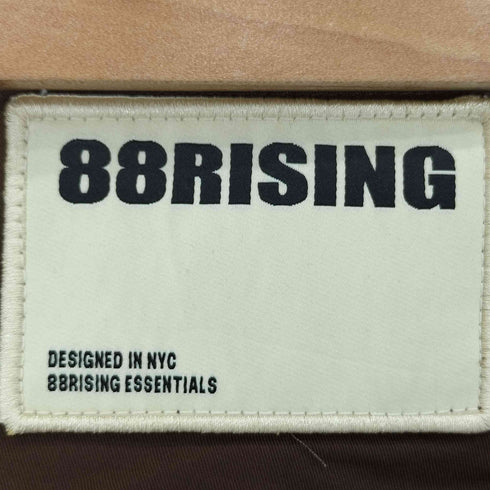 88RISING
DESIGNED IN NYC
88RISING ESSENTIALS